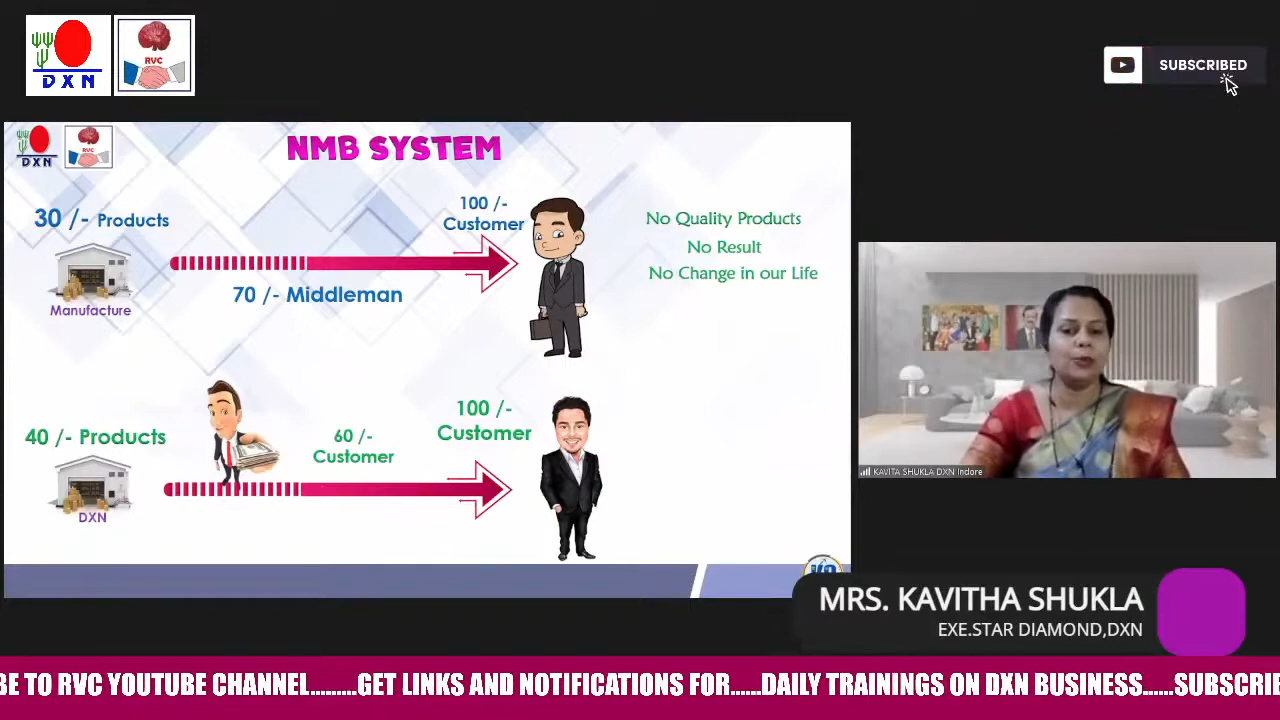 DXN
RVC
SUBSCRIBED
DXN
RVC
NMB SYSTEM
30 /- Products
100 /-
Customer
No Quality Products
No Result
No Change in our Life
70 /- Middleman
Manufacture
40 /- Products
60 /-
Customer
100 /-
Customer
DXN
KAVITA SHUKLA DXN Indore
MRS. KAVITHA SHUKLA
EXE.STAR DIAMOND,DXN
BE TO RVC YOUTUBE CHANNEL.........GET LINKS AND NOTIFICATIONS FOR......DAILY TRAININGS ON DXN BUSINESS......SUBSCRIBE